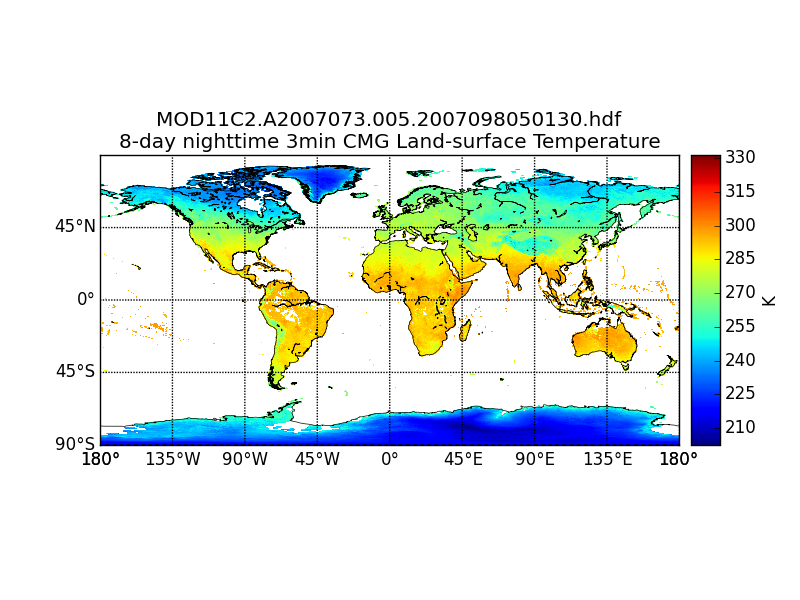 MOD11C2.A2007073.005.2007098050130.hdf
8-day nighttime 3min CMG Land-surface Temperature
45°N
0°
45°S
90°S
180° 135°W 90°W 45°W 0° 45°E 90°E 135°E 180°
330
315
300
285
270
255
240
225
210
K